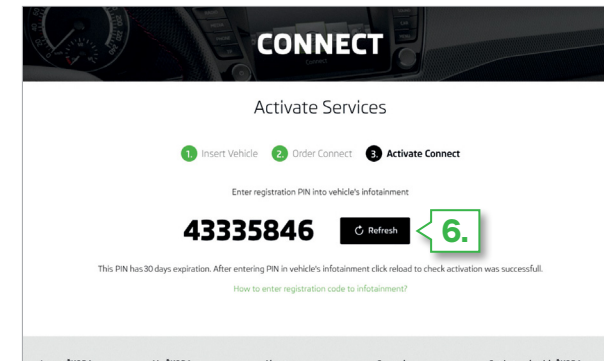 CONNECT
Activate Services
1. Insert Vehicle 2. Order Connect 3. Activate Connect
Enter registration PIN into vehicle's infotainment
43335846 Refresh 6.
This PIN has 30 days expiration. After entering PIN in vehicle's infotainment click reload to check activation was successfull.
How to enter registration code to infotainment?